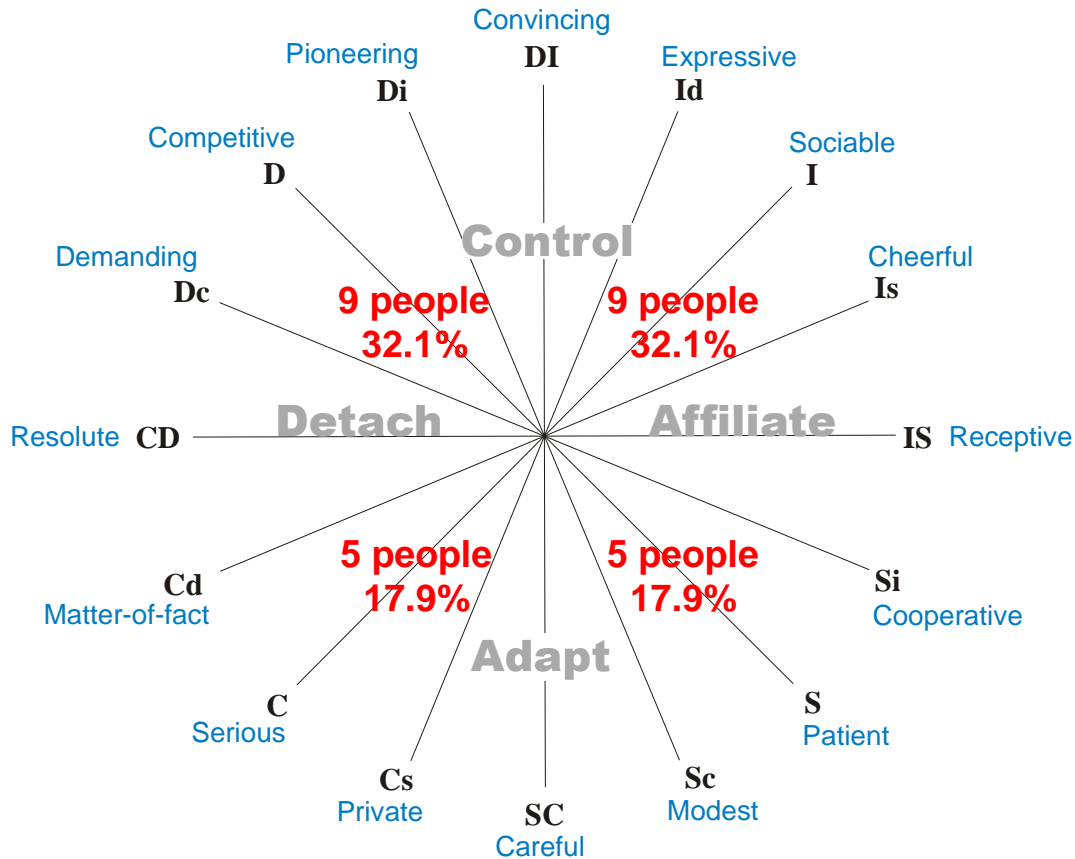 Convincing
DI
Pioneering
Di
Expressive
Id
Competitive
D
Sociable
I
Control
Demanding
Dc
Cheerful
Is
9 people
32.1%
9 people
32.1%
Detach
Affiliate
Resolute CD
IS Receptive
5 people
17.9%
5 people
17.9%
Cd
Matter-of-fact
Si
Cooperative
Adapt
C
Serious
S
Patient
Cs
Private
Sc
Modest
SC
Careful